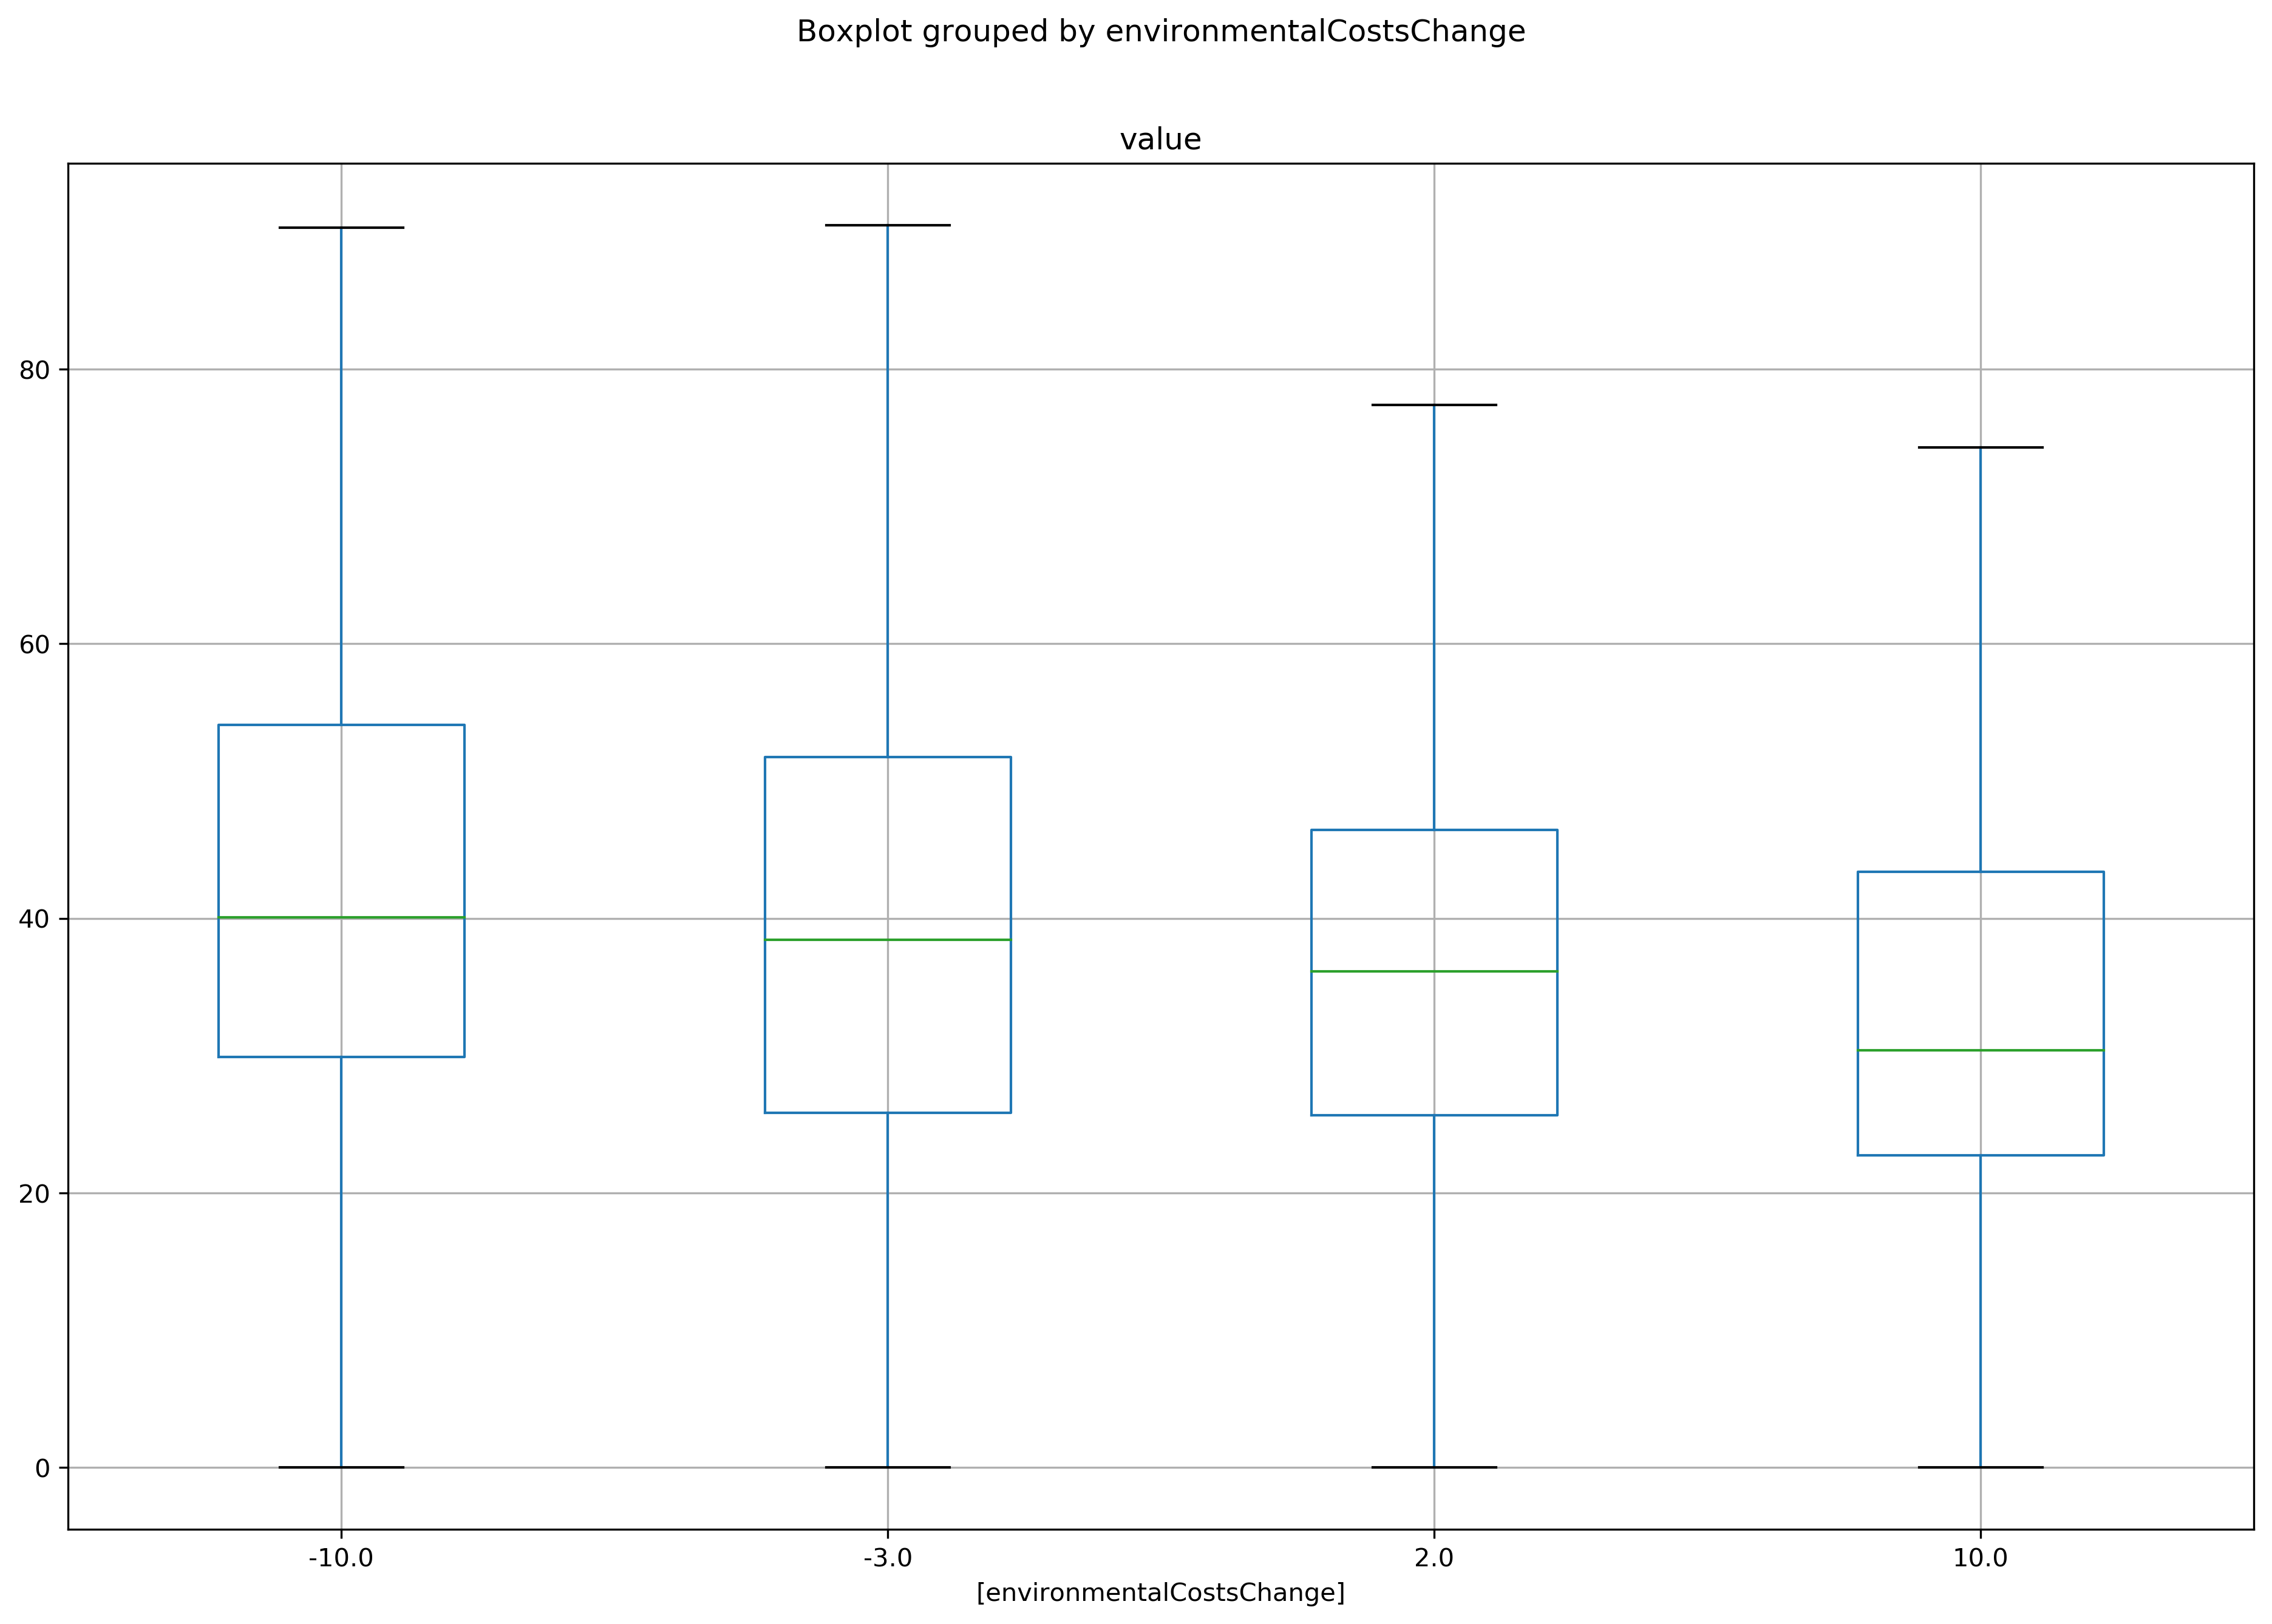 Boxplot grouped by environmentalCostsChange
value
80
60
40
20
0
-10.0 -3.0 2.0 10.0
[environmentalCostsChange]